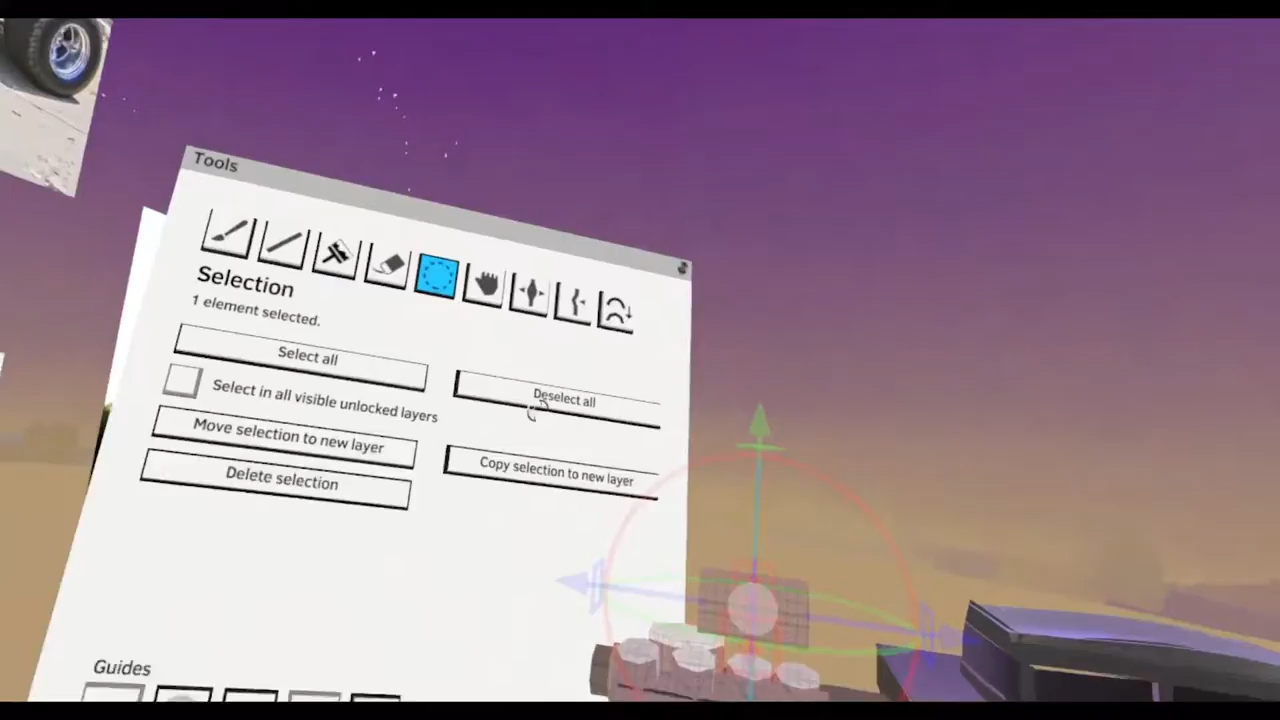 Tools
Selection
1 element selected.
Select all
Deselect all
Select in all visible unlocked layers
Move selection to new layer
Copy selection to new layer
Delete selection
Guides